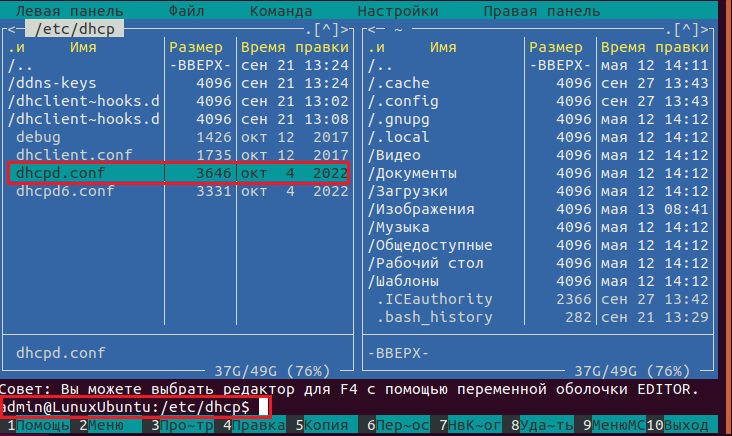 Левая панель Файл Команда Настройки Правая панель
<─ /etc/dhcp .[^]>
.и Имя Размер Время правки
/.. -ВВЕРХ- сен 21 13:24
/ddns-keys 4096 сен 21 13:24
/dhclient~hooks.d 4096 сен 21 13:02
/dhclient~hooks.d 4096 сен 21 13:08
debug 1426 окт 12 2017
dhclient.conf 1735 окт 12 2017
dhcpd.conf 3646 окт 4 2022
dhcpd6.conf 3331 окт 4 2022
dhcpd.conf
37G/49G (76%)
<─ ~ .[^]>
.и Имя Размер Время правки
/.. -ВВЕРХ- мая 12 14:11
/.cache 4096 сен 27 13:43
/.config 4096 сен 27 13:43
/.gnupg 4096 мая 12 14:12
/.local 4096 мая 12 14:12
/Видео 4096 мая 12 14:12
/Документы 4096 мая 12 14:12
/Загрузки 4096 мая 12 14:12
/Изображения 4096 мая 13 08:41
/Музыка 4096 мая 12 14:12
/Общедоступные 4096 мая 12 14:12
/Рабочий стол 4096 мая 12 14:12
/Шаблоны 4096 мая 12 14:12
.ICEauthority 2366 сен 27 13:42
.bash_history 282 сен 21 13:29
-ВВЕРХ-
37G/49G (76%)
Совет: Вы можете выбрать редактор для F4 с помощью переменной оболочки EDITOR.
admin@LunuxUbuntu:/etc/dhcp$
1Помощь 2Меню 3Про~тр 4Правка 5Копия 6Пер~ос 7НвК~ог 8Уда~ть 9МенюMC 10Выход